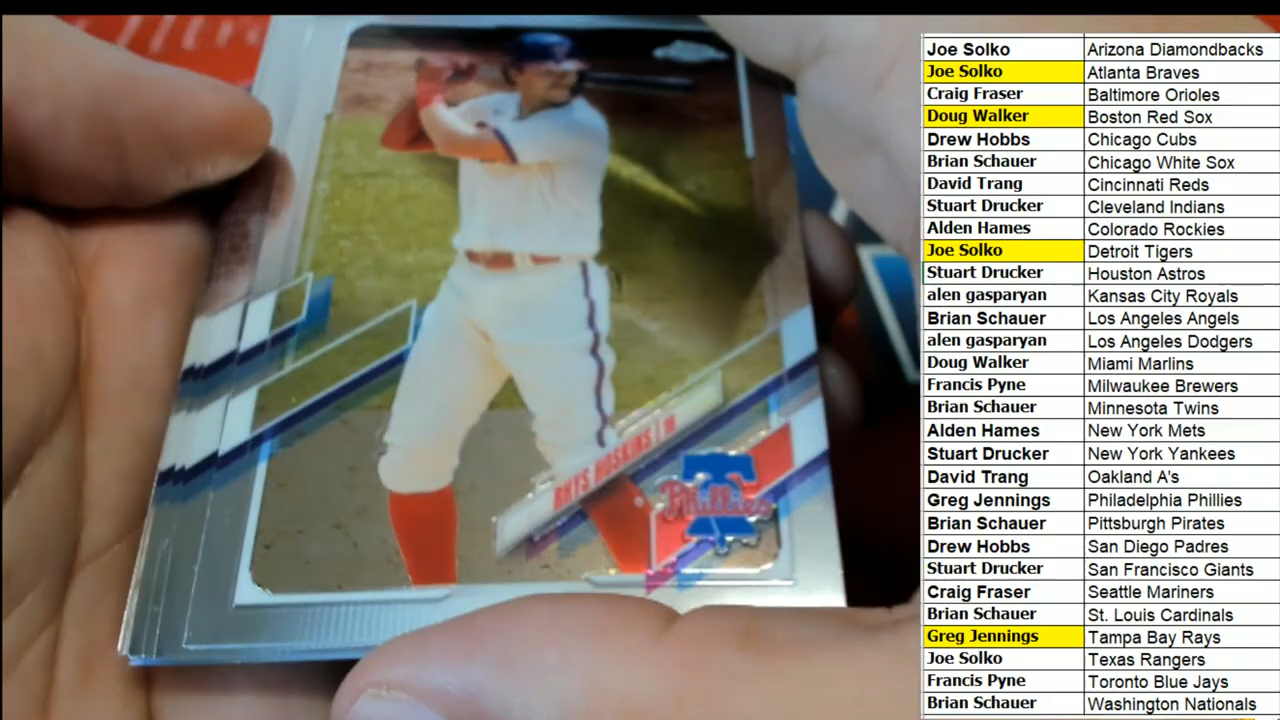 RHYS HOSKINS | 1B
Phillies
Joe Solko Arizona Diamondbacks
Joe Solko Atlanta Braves
Craig Fraser Baltimore Orioles
Doug Walker Boston Red Sox
Drew Hobbs Chicago Cubs
Brian Schauer Chicago White Sox
David Trang Cincinnati Reds
Stuart Drucker Cleveland Indians
Alden Hames Colorado Rockies
Joe Solko Detroit Tigers
Stuart Drucker Houston Astros
alen gasparyan Kansas City Royals
Brian Schauer Los Angeles Angels
alen gasparyan Los Angeles Dodgers
Doug Walker Miami Marlins
Francis Pyne Milwaukee Brewers
Brian Schauer Minnesota Twins
Alden Hames New York Mets
Stuart Drucker New York Yankees
David Trang Oakland A's
Greg Jennings Philadelphia Phillies
Brian Schauer Pittsburgh Pirates
Drew Hobbs San Diego Padres
Stuart Drucker San Francisco Giants
Craig Fraser Seattle Mariners
Brian Schauer St. Louis Cardinals
Greg Jennings Tampa Bay Rays
Joe Solko Texas Rangers
Francis Pyne Toronto Blue Jays
Brian Schauer Washington Nationals